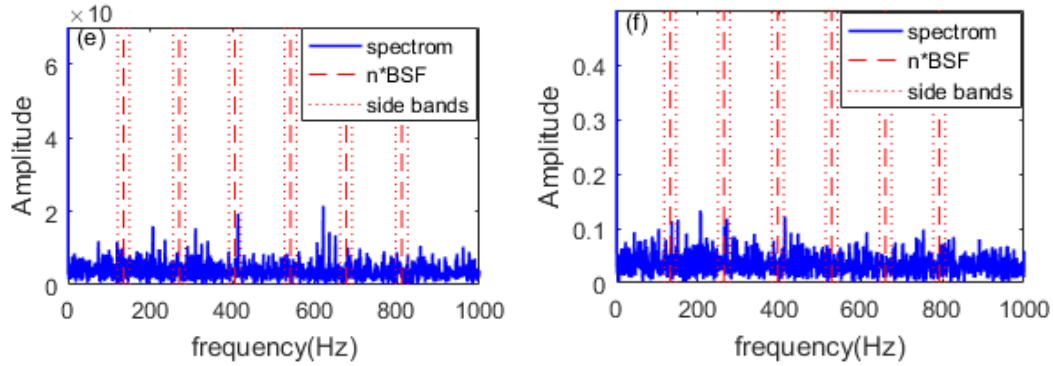 × 10
(e)
spectrom
n*BSF
side bands
6
4
2
0
Amplitude
0 200 400 600 800 1000
frequency(Hz)
(f)
spectrom
n*BSF
side bands
0.4
0.3
0.2
0.1
0
Amplitude
0 200 400 600 800 1000
frequency(Hz)